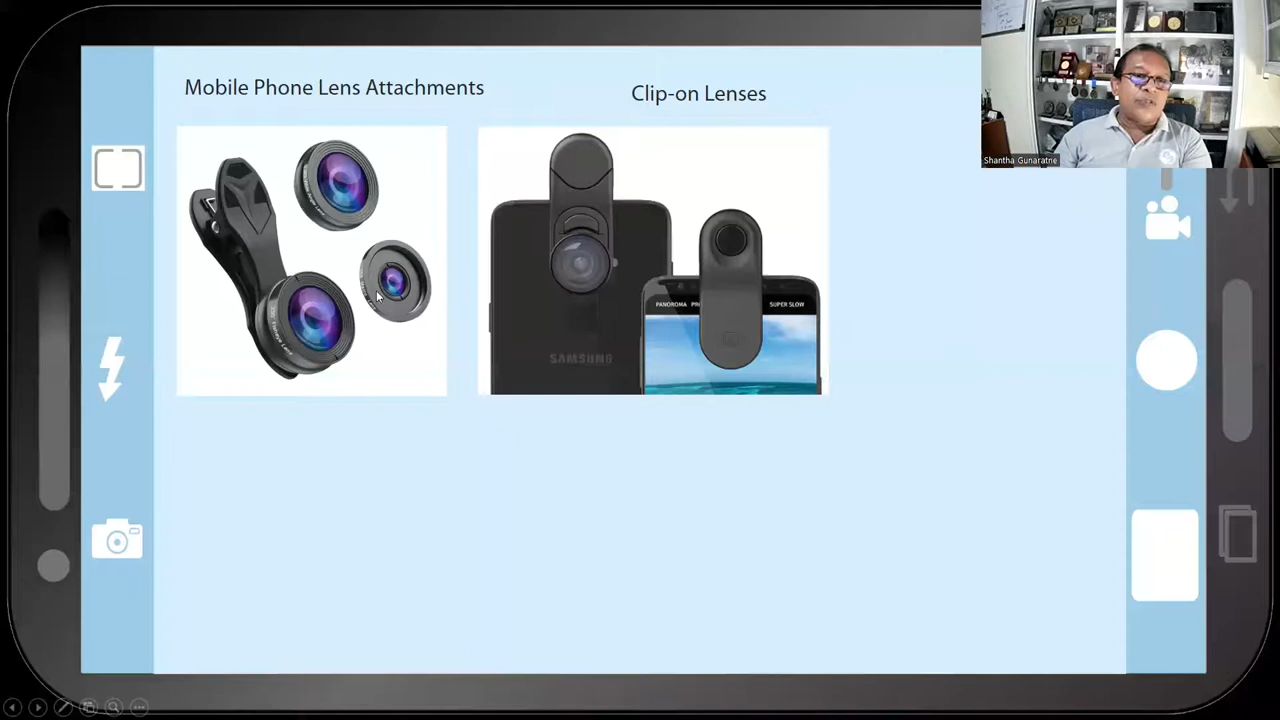 Mobile Phone Lens Attachments
Clip-on Lenses
Shantha Gunaratne
SAMSUNG
PANORAMA
SUPER SLOW